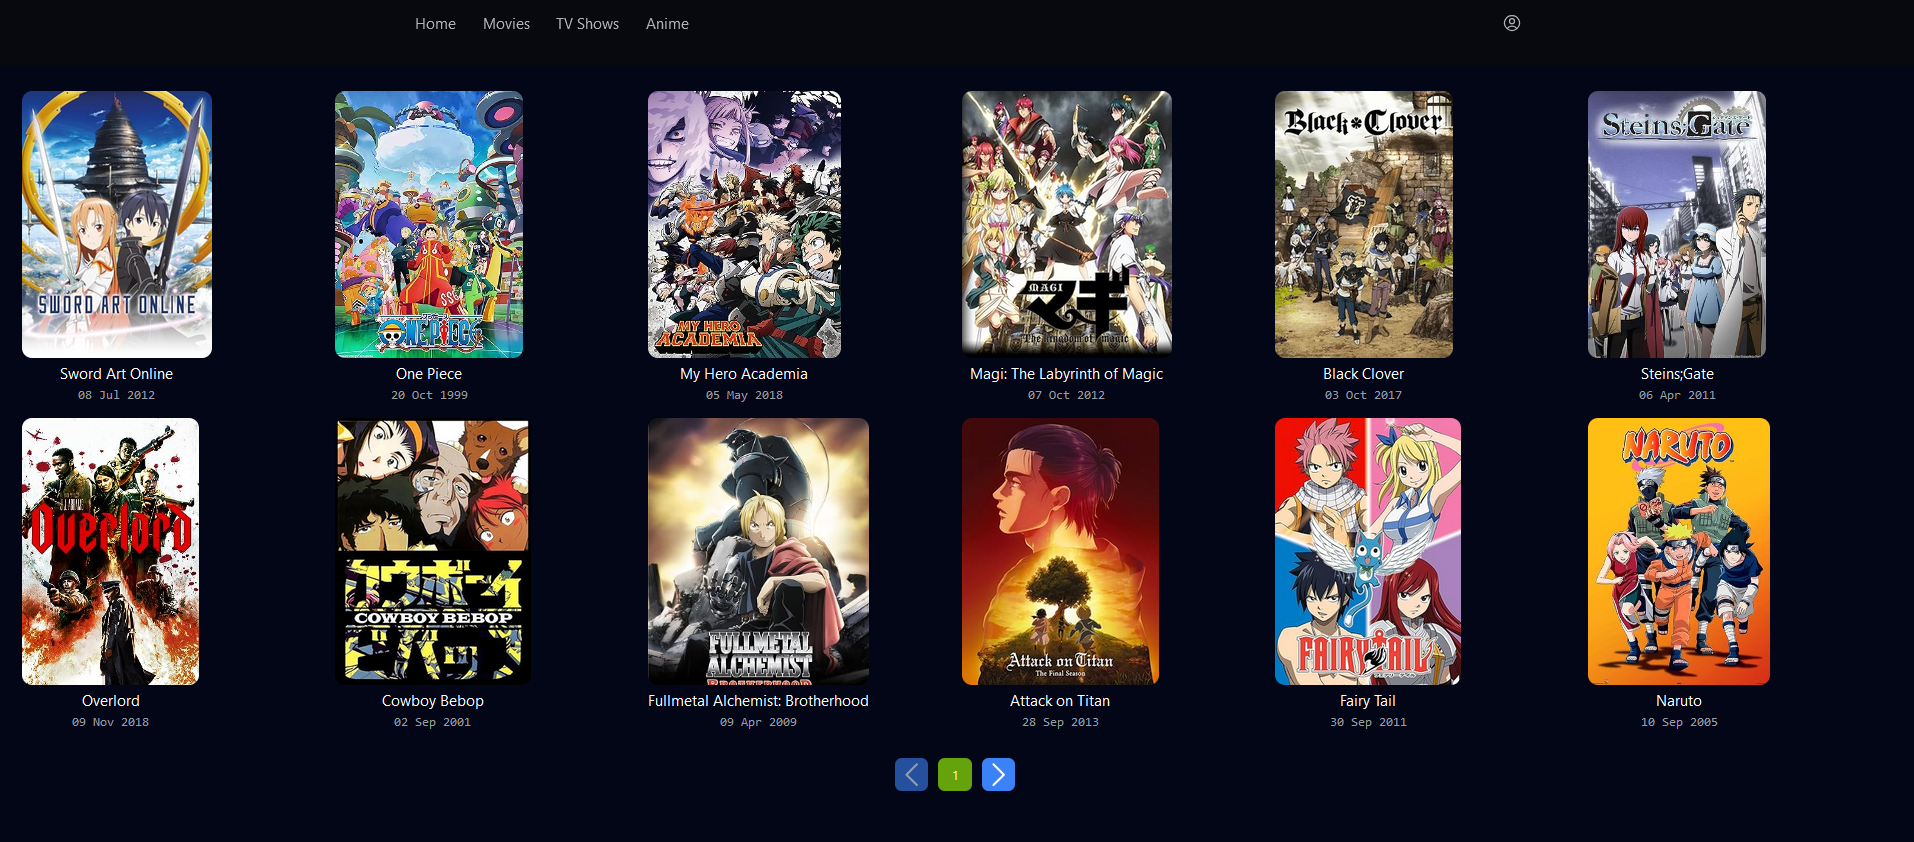 Home Movies TV Shows Anime
SWORD ART ONLINE
ONE PIECE
MY HERO
ACADEMIA
MAGI
マギ
The kingdom of magic
Black Clover
Steins;Gate
Sword Art Online
08 Jul 2012
One Piece
20 Oct 1999
My Hero Academia
05 May 2018
Magi: The Labyrinth of Magic
07 Oct 2012
Black Clover
03 Oct 2017
Steins;Gate
06 Apr 2011
Overlord
カウボーイ
COWBOY BEBOP
ビバップ
FULLMETAL
ALCHEMIST
BROTHERHOOD
Attack on Titan
The Final Season
FAIRY TAIL
NARUTO
Overlord
09 Nov 2018
Cowboy Bebop
02 Sep 2001
Fullmetal Alchemist: Brotherhood
09 Apr 2009
Attack on Titan
28 Sep 2013
Fairy Tail
30 Sep 2011
Naruto
10 Sep 2005
1